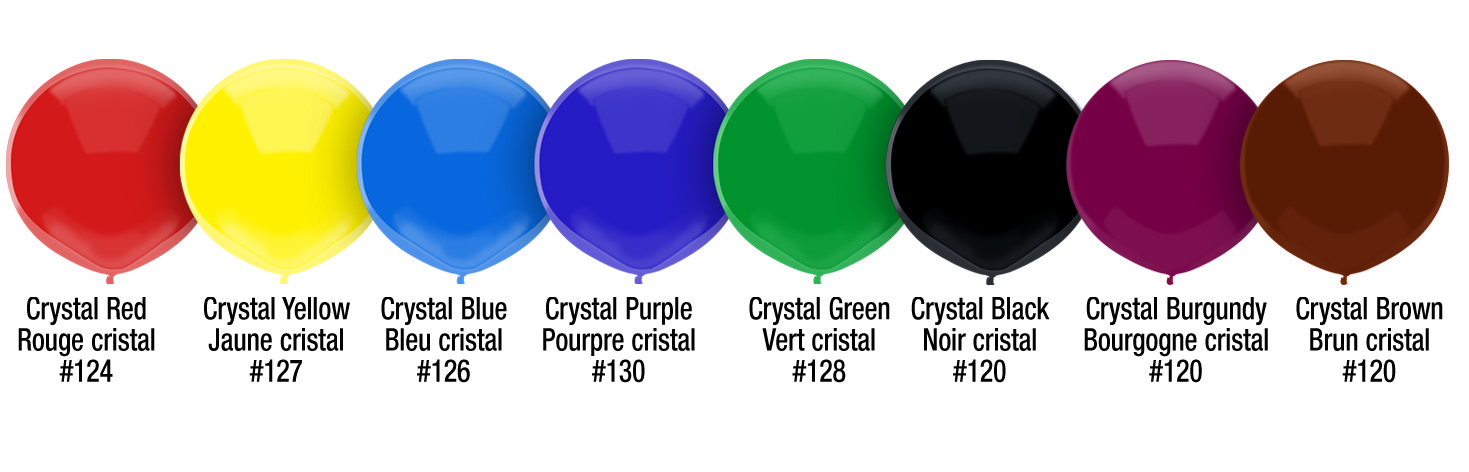 Crystal Red
Rouge cristal
#124
Crystal Yellow
Jaune cristal
#127
Crystal Blue
Bleu cristal
#126
Crystal Purple
Pourpre cristal
#130
Crystal Green
Vert cristal
#128
Crystal Black
Noir cristal
#120
Crystal Burgundy
Bourgogne cristal
#120
Crystal Brown
Brun cristal
#120